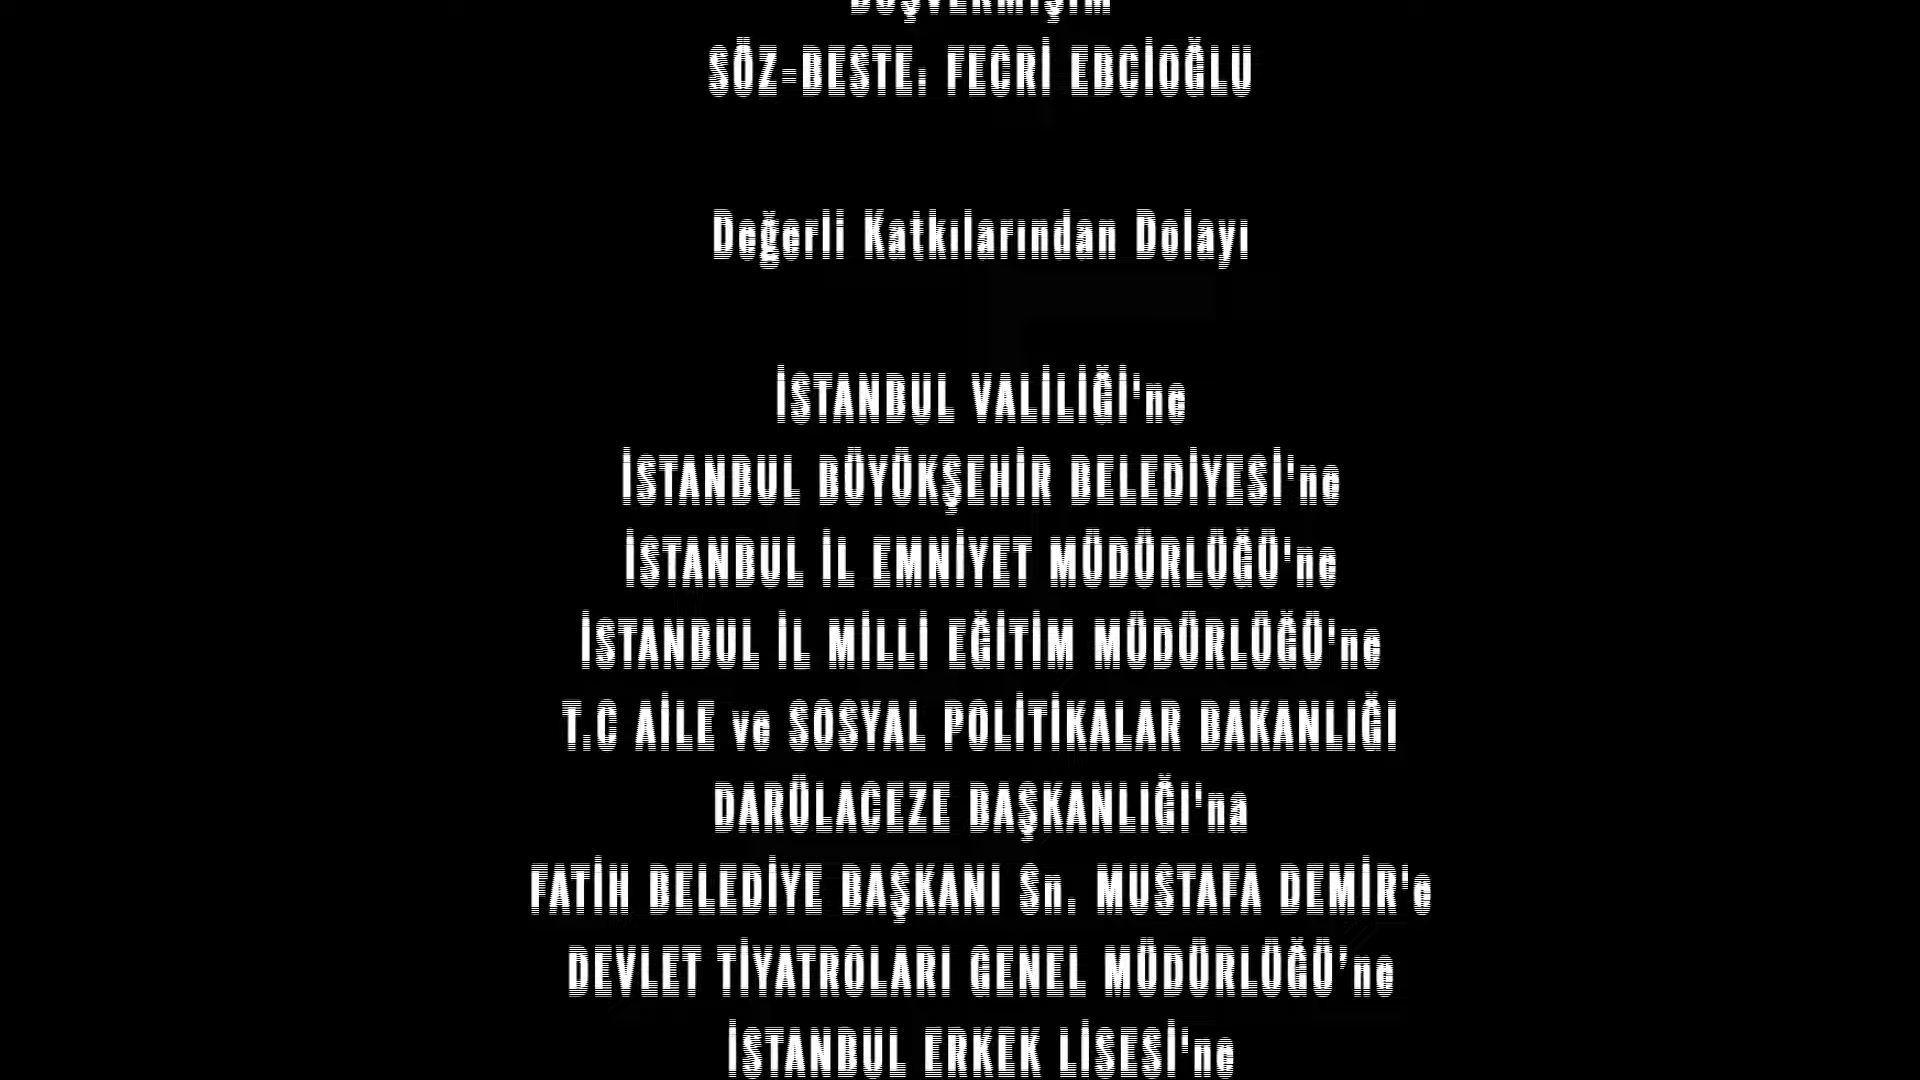 BOŞVERMİŞİM
SÖZ=BESTE: FECRİ EBCİOĞLU
Değerli Katkılarından Dolayı
İSTANBUL VALİLİĞİ'ne
İSTANBUL BÜYÜKŞEHİR BELEDİYESİ'ne
İSTANBUL İL EMNİYET MÜDÜRLÜĞÜ'ne
İSTANBUL İL MİLLİ EĞİTİM MÜDÜRLÜĞÜ'ne
T.C AİLE ve SOSYAL POLİTİKALAR BAKANLIĞI
DARÜLACEZE BAŞKANLIĞI'na
FATİH BELEDİYE BAŞKANI Sn. MUSTAFA DEMİR'e
DEVLET TİYATROLARI GENEL MÜDÜRLÜĞÜ’ne
İSTANBUL ERKEK LİSESİ'ne